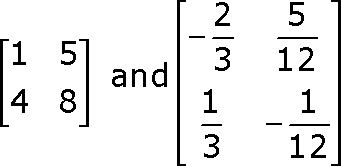 [1 5; 4 8] and [-2/3 5/12; 1/3 -1/12]